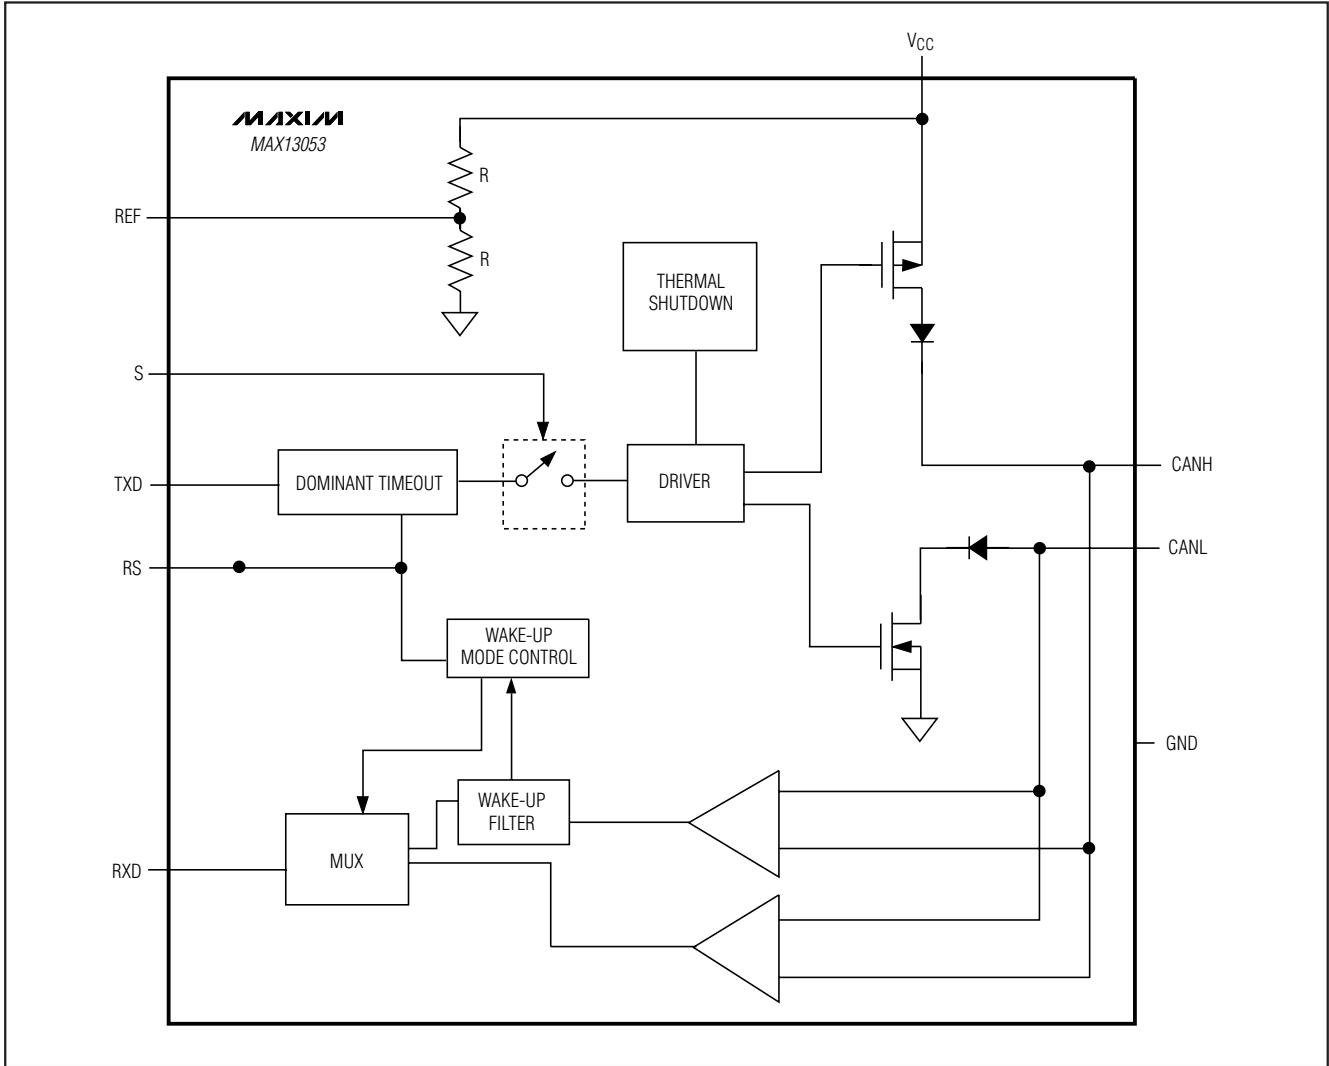 VCC
MAXIM
MAX13053
R
REF
R
THERMAL
SHUTDOWN
S
DOMINANT TIMEOUT
DRIVER
CANH
TXD
CANL
RS
WAKE-UP
MODE CONTROL
GND
WAKE-UP
FILTER
MUX
RXD